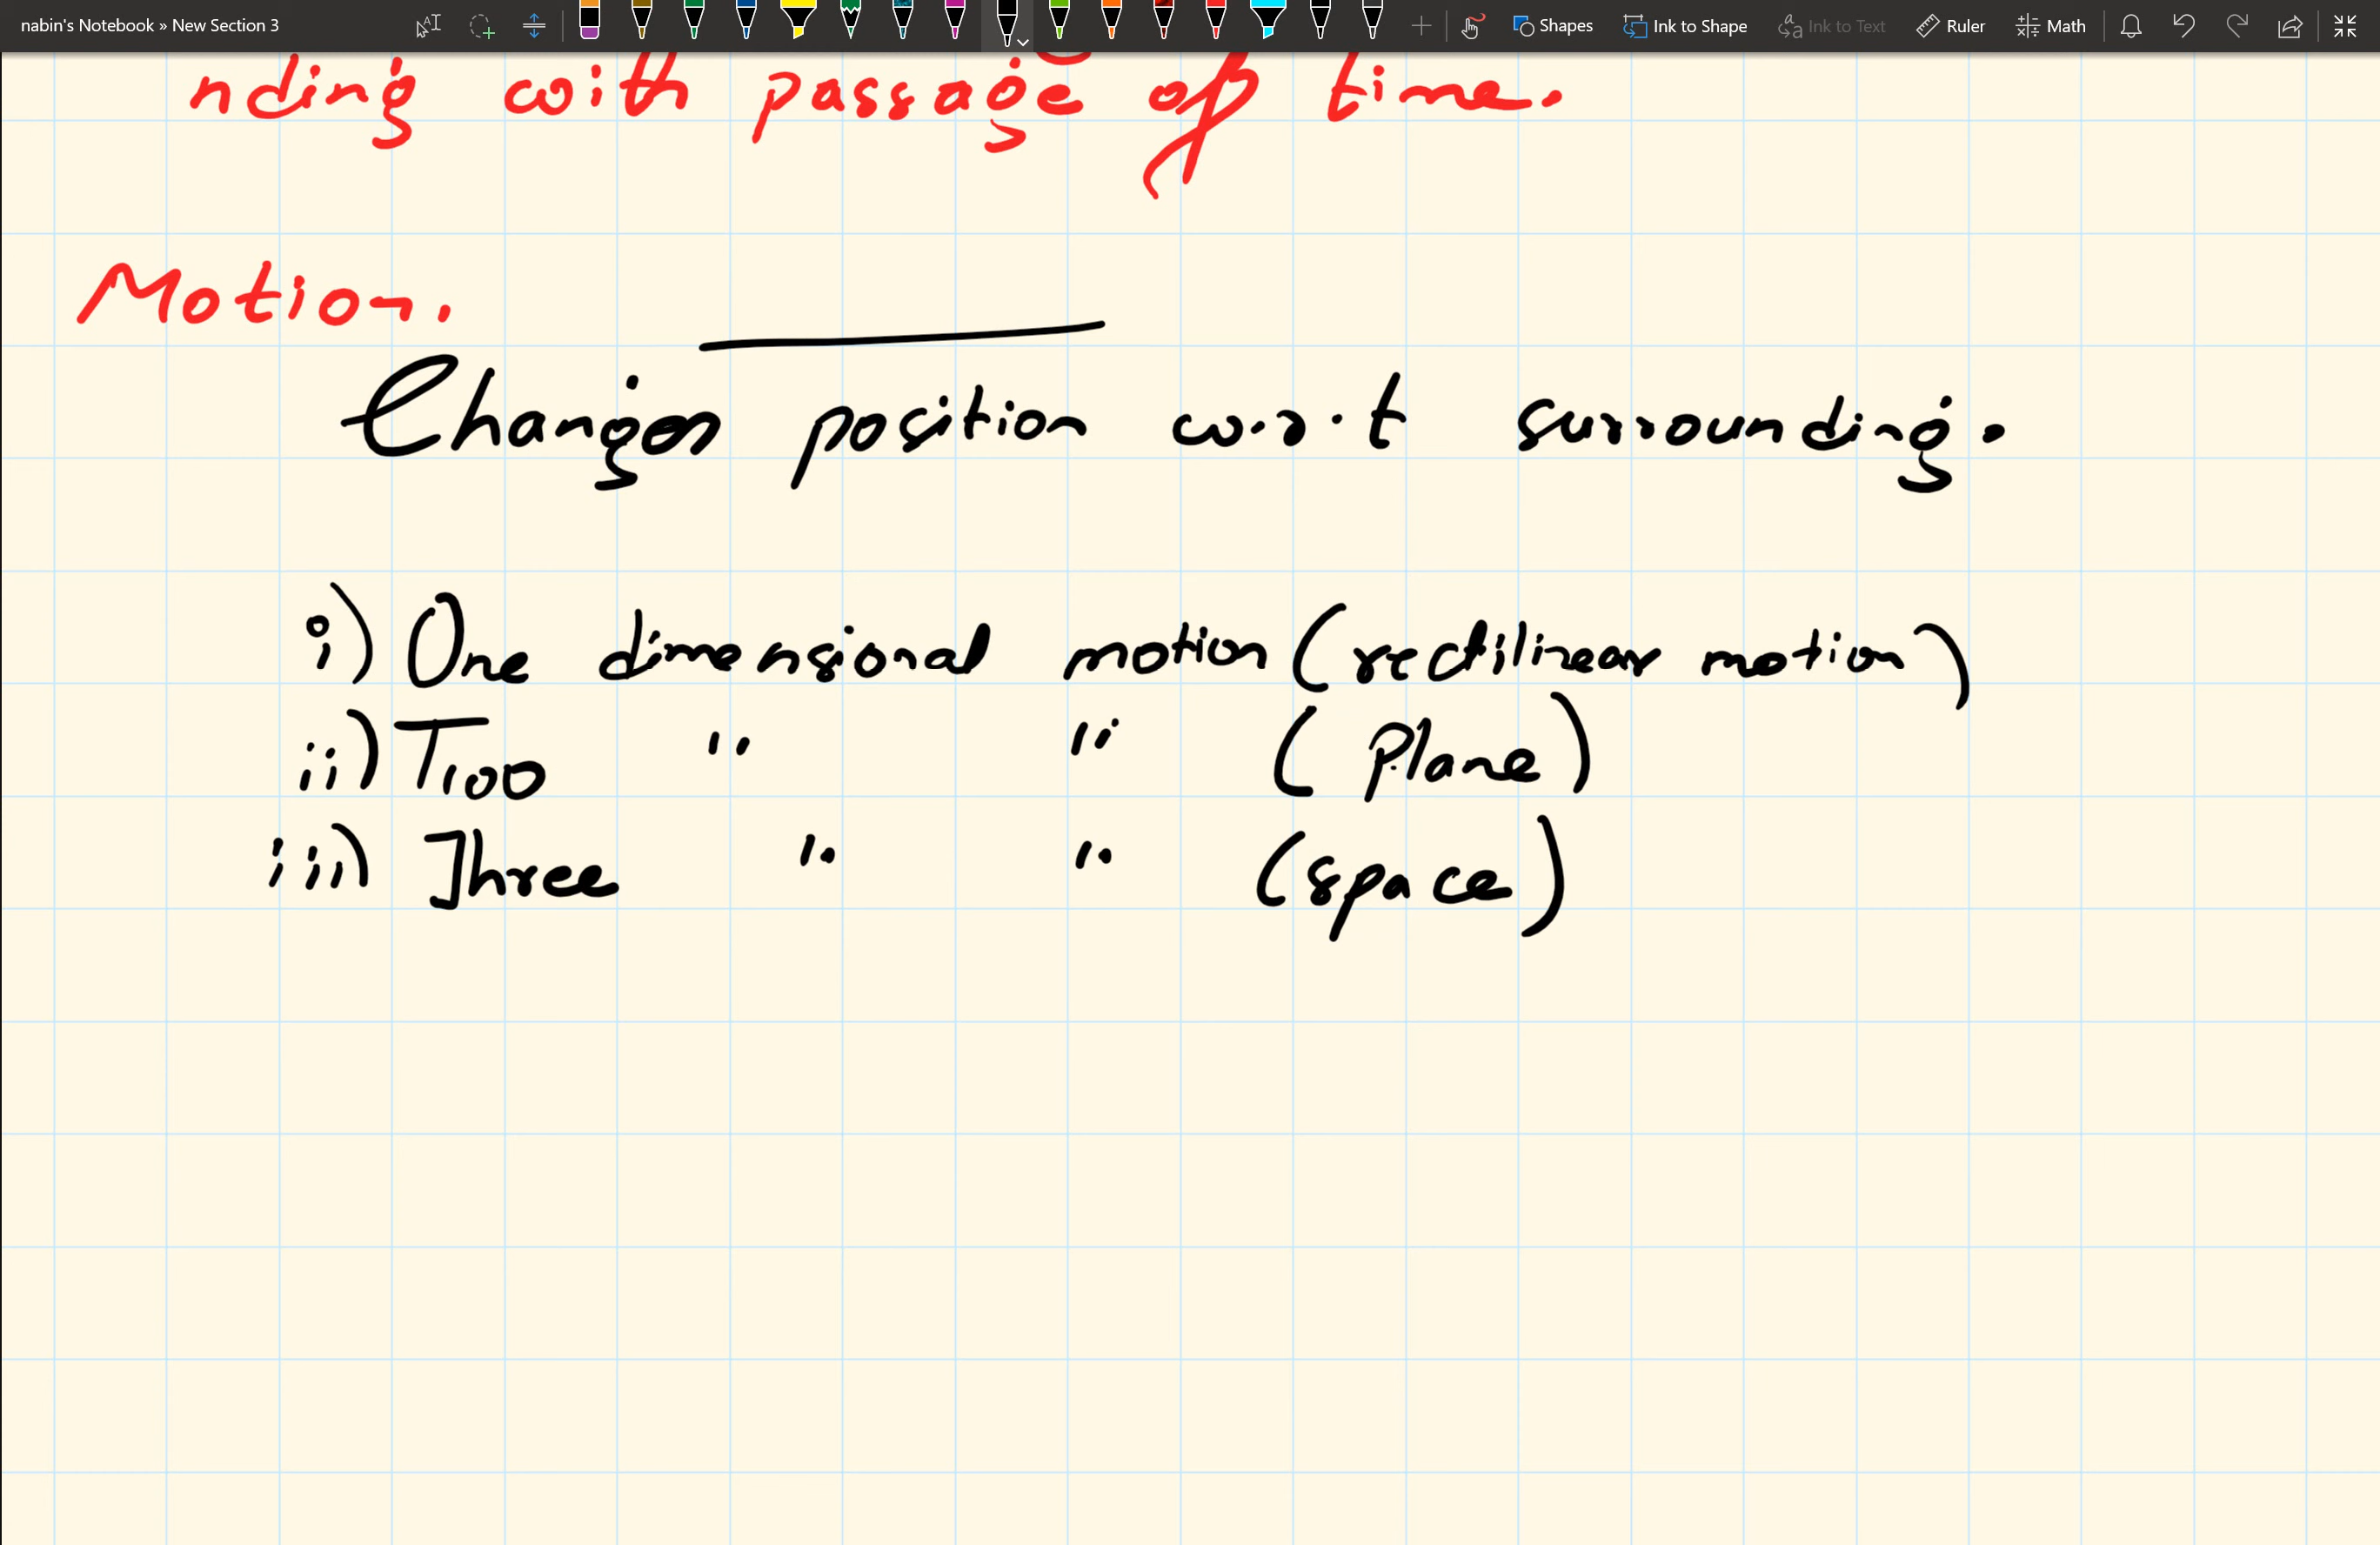 nabin's Notebook » New Section 3 Shapes Ink to Shape Ink to Text Ruler Math
nding with passage of time.
Motion.
Changes position w.r.t surrounding.
i) One dimensional motion (rectilinear motion)
ii) Two " " (Plane)
iii) Three " " (space)